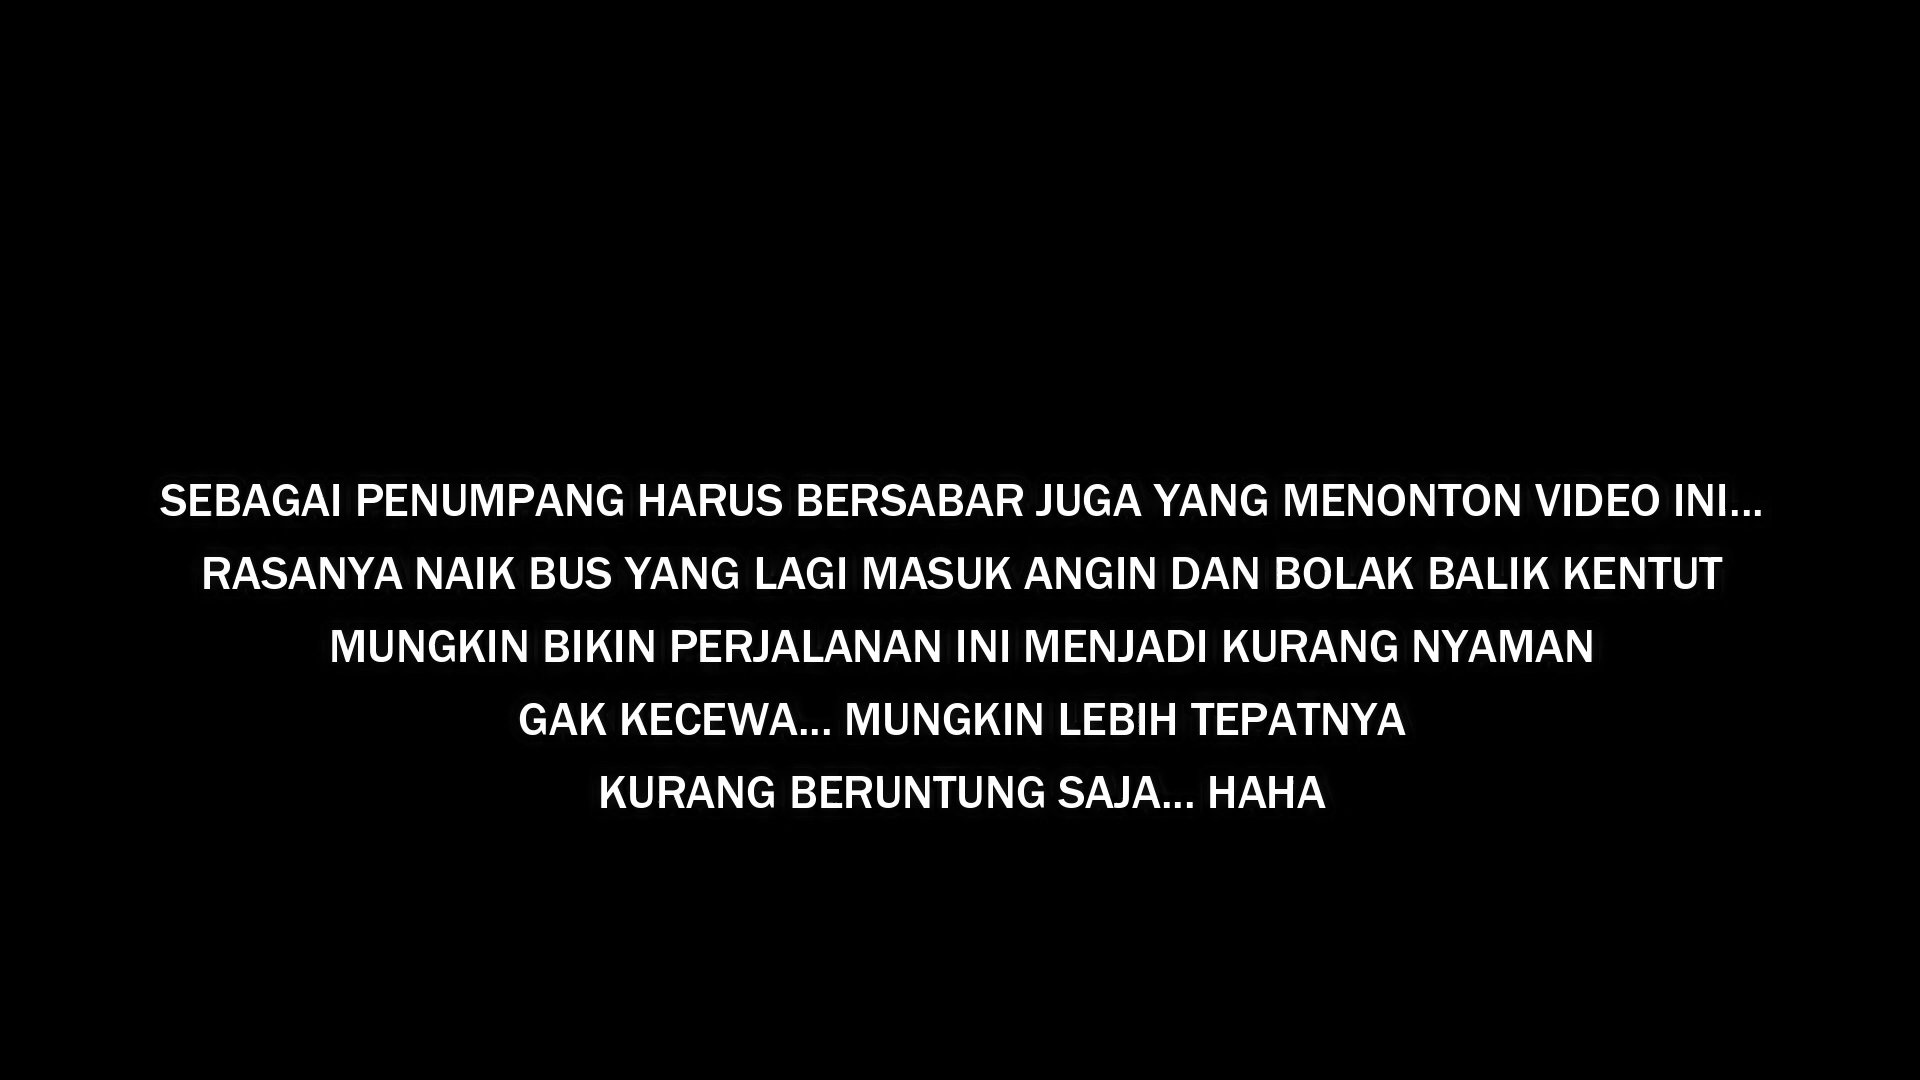 SEBAGAI PENUMPANG HARUS BERSABAR JUGA YANG MENONTON VIDEO INI...
RASANYA NAIK BUS YANG LAGI MASUK ANGIN DAN BOLAK BALIK KENTUT
MUNGKIN BIKIN PERJALANAN INI MENJADI KURANG NYAMAN
GAK KECEWA... MUNGKIN LEBIH TEPATNYA
KURANG BERUNTUNG SAJA... HAHA